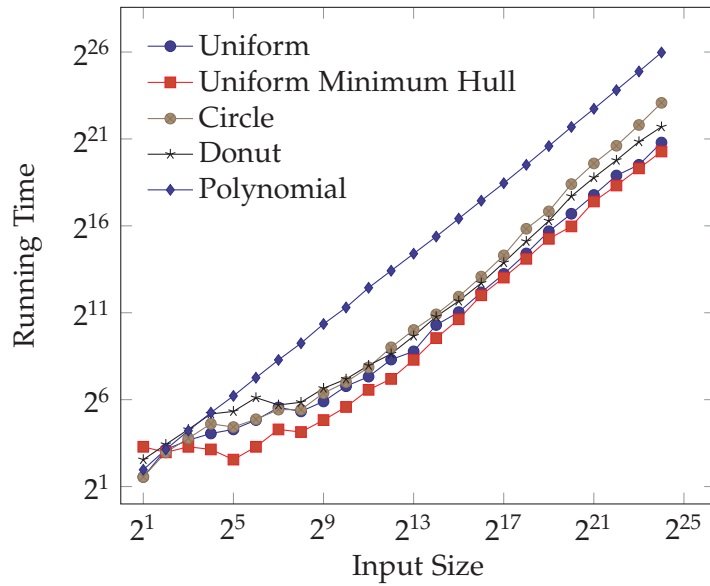 2^26
2^21
2^16
2^11
2^6
2^1
Running Time
Uniform
Uniform Minimum Hull
Circle
Donut
Polynomial
2^1 2^5 2^9 2^13 2^17 2^21 2^25
Input Size